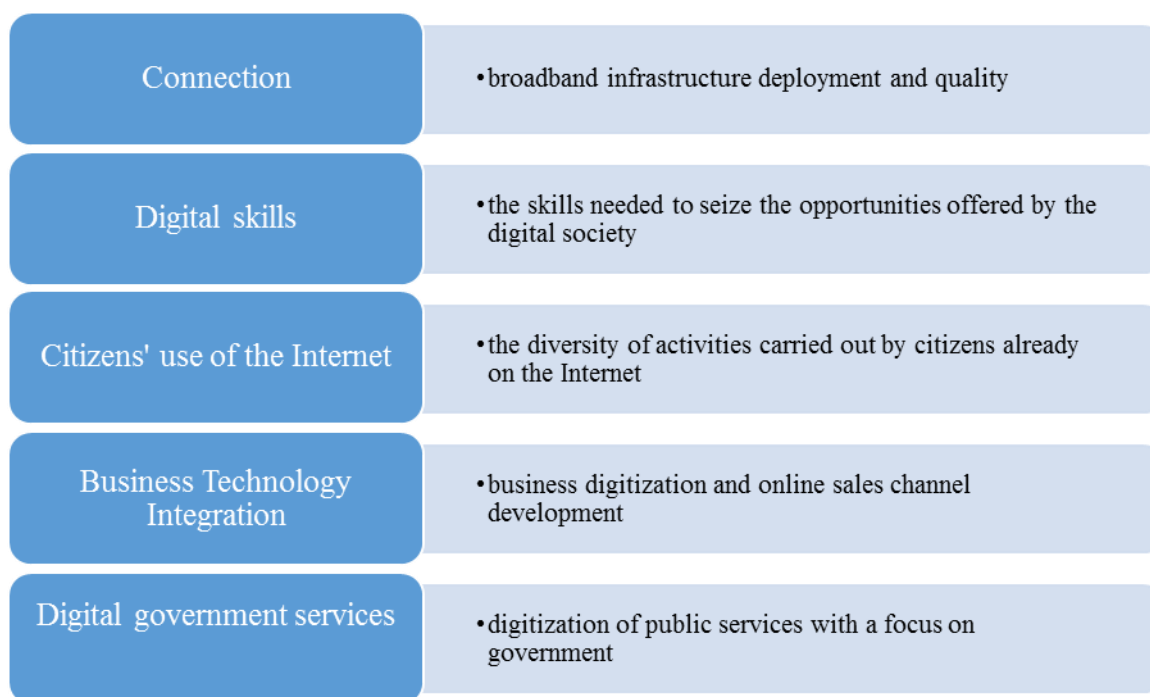 Connection
•broadband infrastructure deployment and quality
Digital skills
•the skills needed to seize the opportunities offered by the
digital society
Citizens' use of the Internet
•the diversity of activities carried out by citizens already
on the Internet
Business Technology
Integration
•business digitization and online sales channel
development
Digital government services
•digitization of public services with a focus on
government